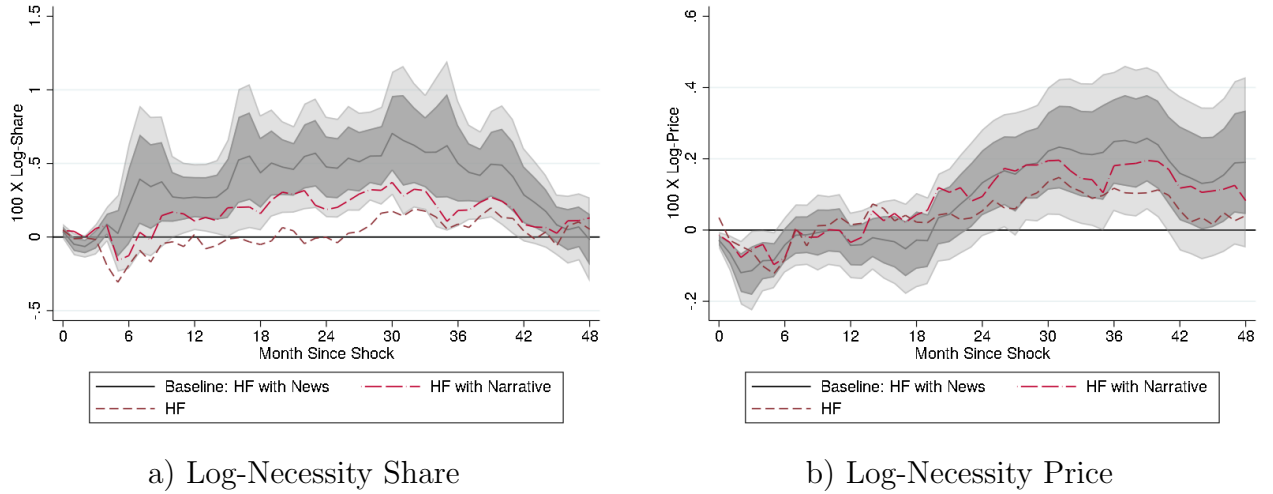 1.5
1
.5
0
-.5
100 X Log-Share
0 6 12 18 24 30 36 42 48
Month Since Shock
Baseline: HF with News HF with Narrative
HF
a) Log-Necessity Share
.6
.4
.2
0
-.2
100 X Log-Price
0 6 12 18 24 30 36 42 48
Month Since Shock
Baseline: HF with News HF with Narrative
HF
b) Log-Necessity Price